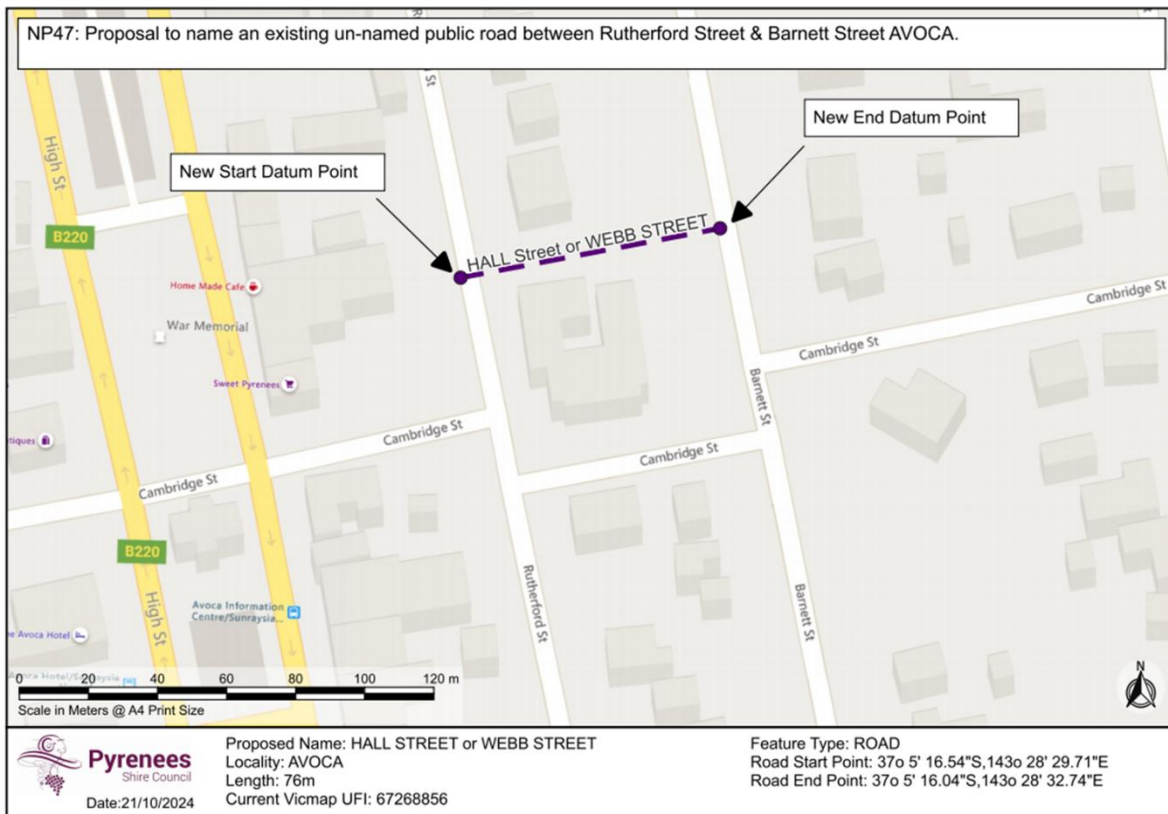 NP47: Proposal to name an existing un-named public road between Rutherford Street & Barnett Street AVOCA.
High St
New Start Datum Point
New End Datum Point
B220
HALL Street or WEBB STREET
Home Made Cafe
War Memorial
Sweet Pyrenees
Cambridge St
Cambridge St
Cambridge St
Cambridge St
Cambridge St
Barnett St
B220
Rutherford St
Barnett St
High St
Avoca Information
Centre/Sunraysia...
Avoca Hotel
N
0 20 40 60 80 100 120 m
Scale in Meters @ A4 Print Size
Pyrenees
Shire Council
Date:21/10/2024
Proposed Name: HALL STREET or WEBB STREET
Locality: AVOCA
Length: 76m
Current Vicmap UFI: 67268856
Feature Type: ROAD
Road Start Point: 37o 5' 16.54"S,143o 28' 29.71"E
Road End Point: 37o 5' 16.04"S,143o 28' 32.74"E